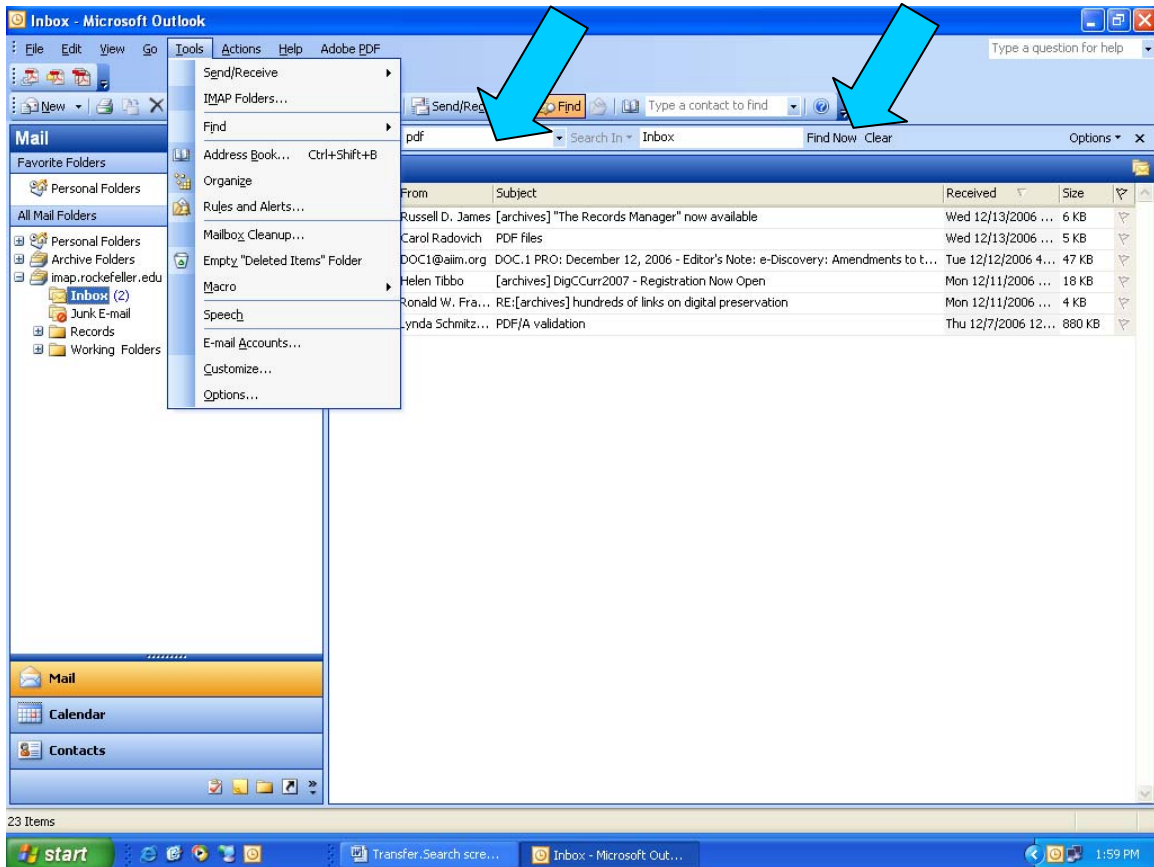 Inbox - Microsoft Outlook
File Edit View Go Tools Actions Help Adobe PDF Type a question for help
New Send/Rec Find Type a contact to find
Mail pdf Search In Inbox Find Now Clear Options
Favorite Folders
Personal Folders
All Mail Folders
Personal Folders
Archive Folders
imap.rockefeller.edu
Inbox (2)
Junk E-mail
Records
Working Folders
Send/Receive
IMAP Folders...
Find
Address Book... Ctrl+Shift+B
Organize
Rules and Alerts...
Mailbox Cleanup...
Empty "Deleted Items" Folder
Macro
Speech
E-mail Accounts...
Customize...
Options...
From Subject Received Size
Russell D. James [archives] "The Records Manager" now available Wed 12/13/2006 ... 6 KB
Carol Radovich PDF files Wed 12/13/2006 ... 5 KB
DOC1@aiim.org DOC.1 PRO: December 12, 2006 - Editor's Note: e-Discovery: Amendments to t... Tue 12/12/2006 4... 47 KB
Helen Tibbo [archives] DigCCurr2007 - Registration Now Open Mon 12/11/2006 ... 18 KB
Ronald W. Fra... RE:[archives] hundreds of links on digital preservation Mon 12/11/2006 ... 4 KB
ynda Schmitz... PDF/A validation Thu 12/7/2006 12... 880 KB
Mail
Calendar
Contacts
23 Items
start Transfer.Search scre... Inbox - Microsoft Out... 1:59 PM